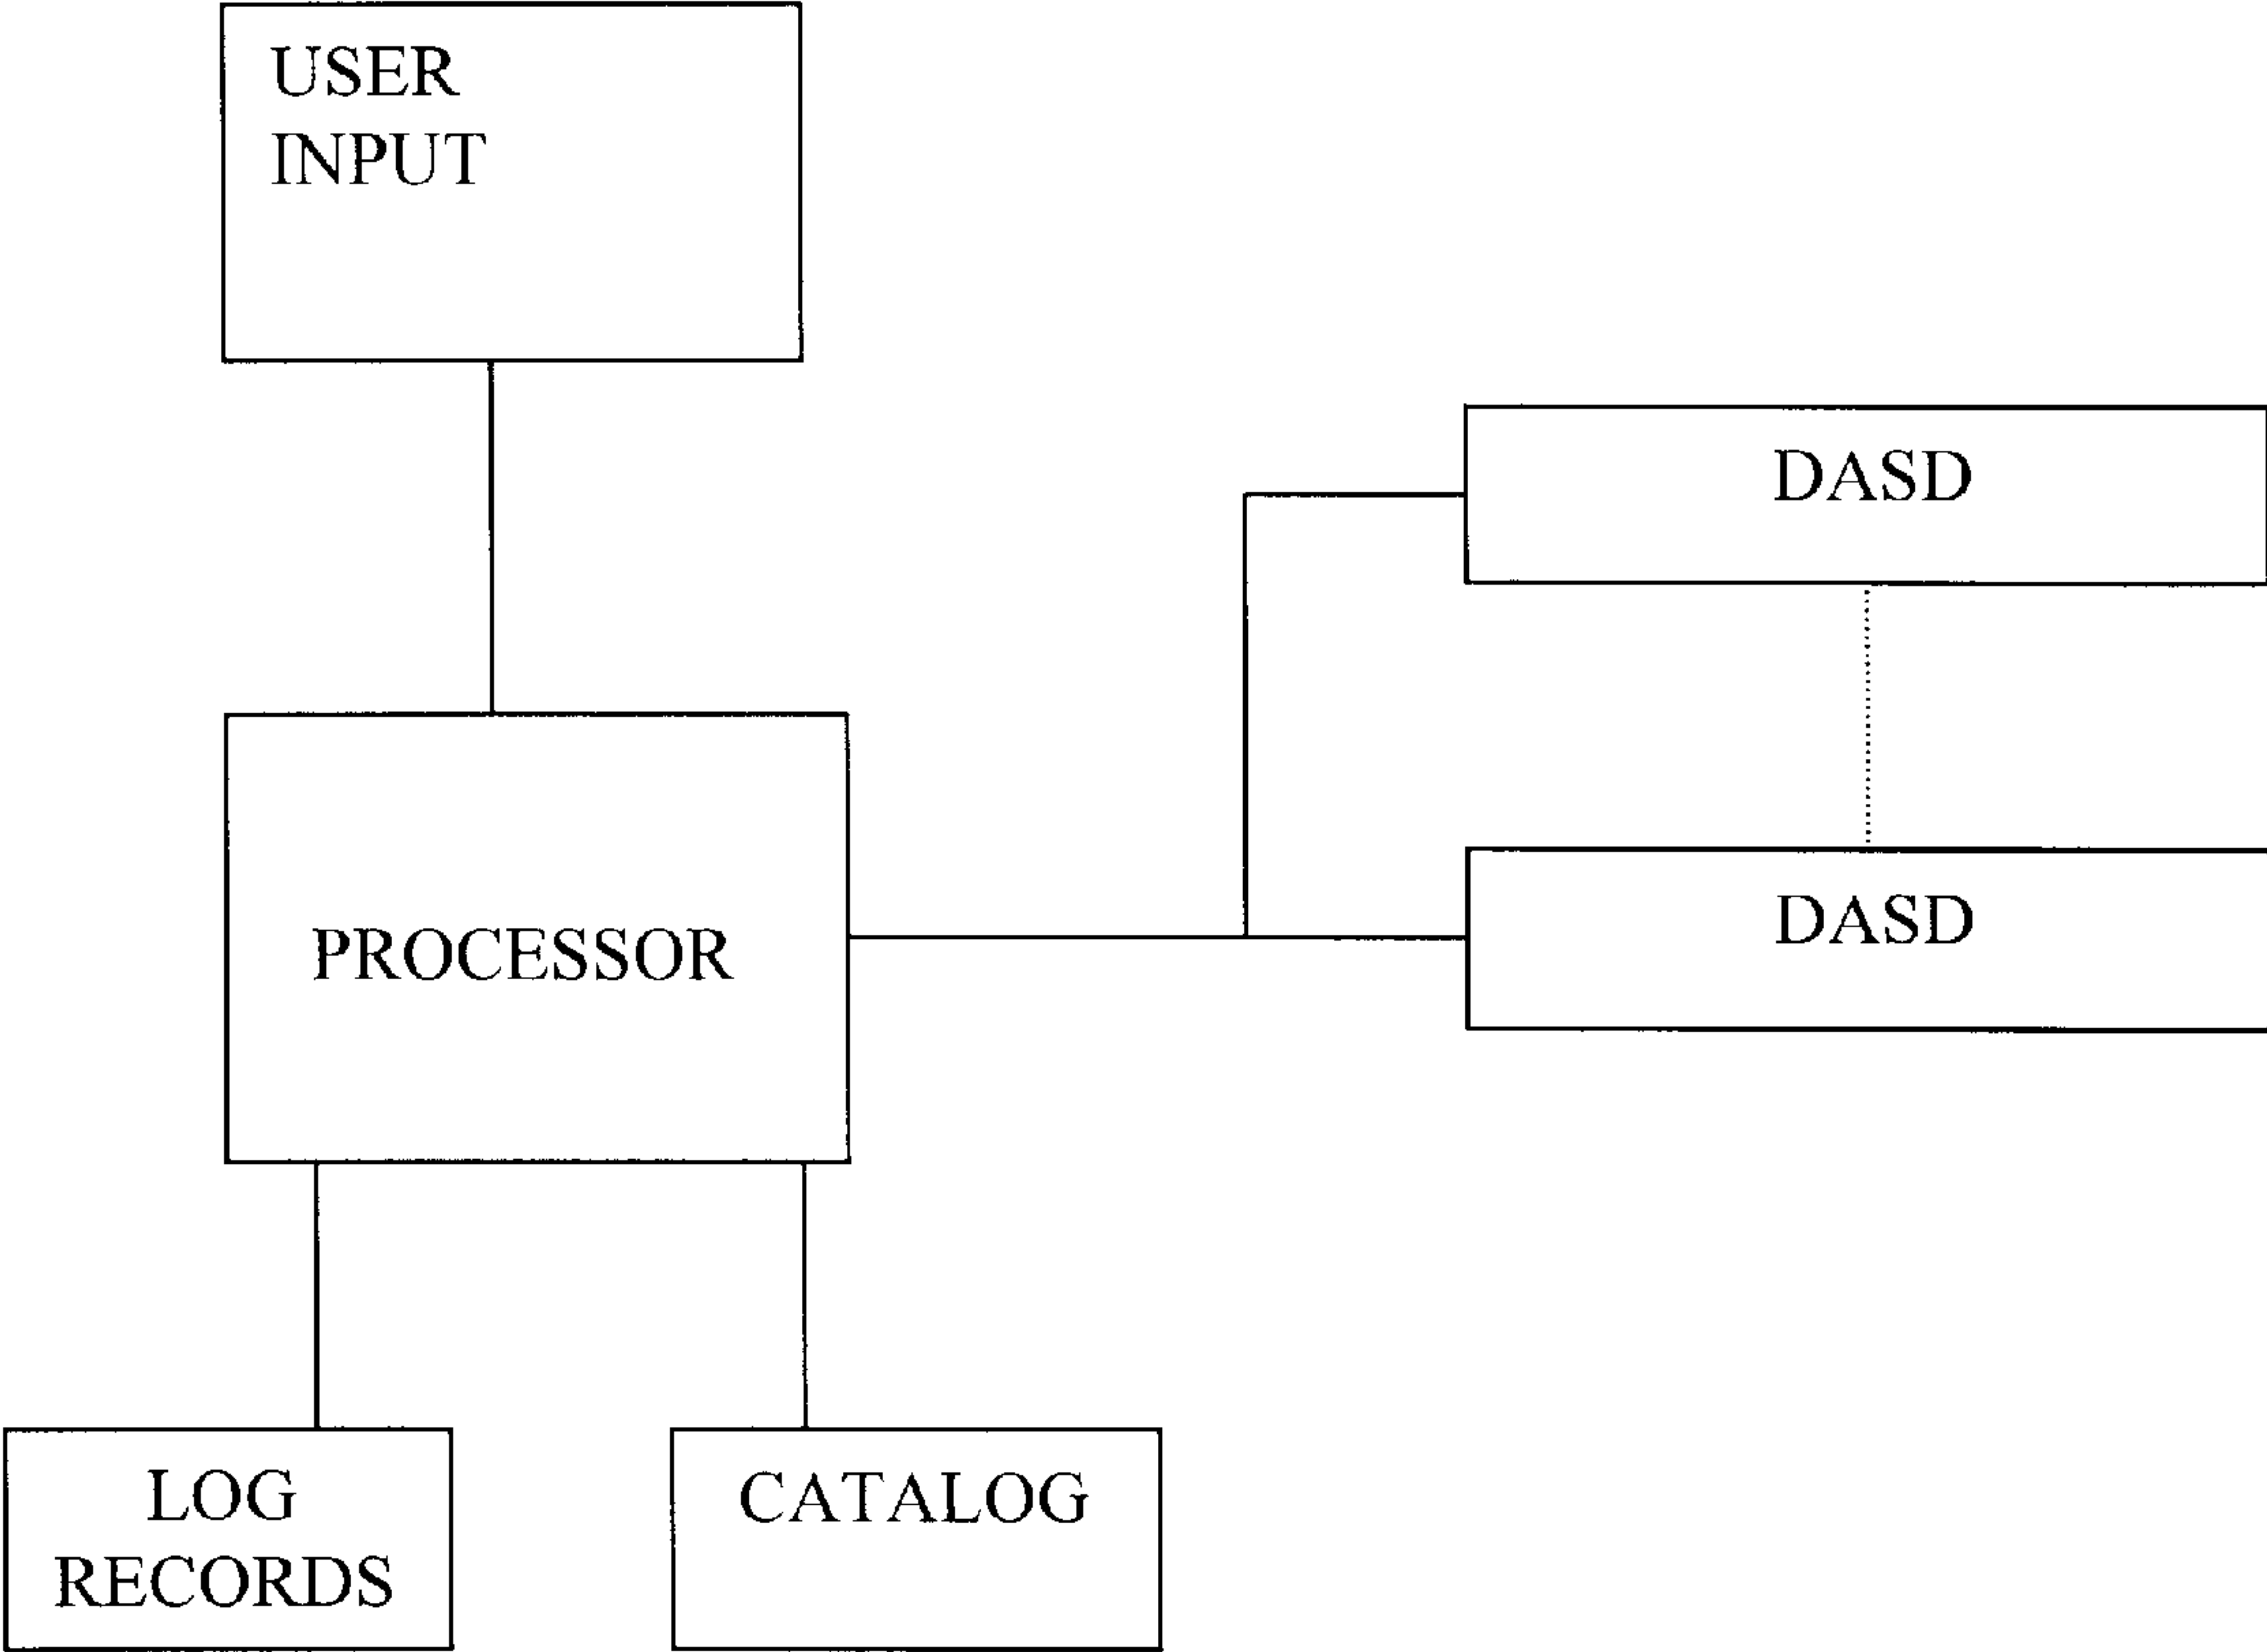 USER
INPUT
DASD
DASD
PROCESSOR
LOG
RECORDS
CATALOG